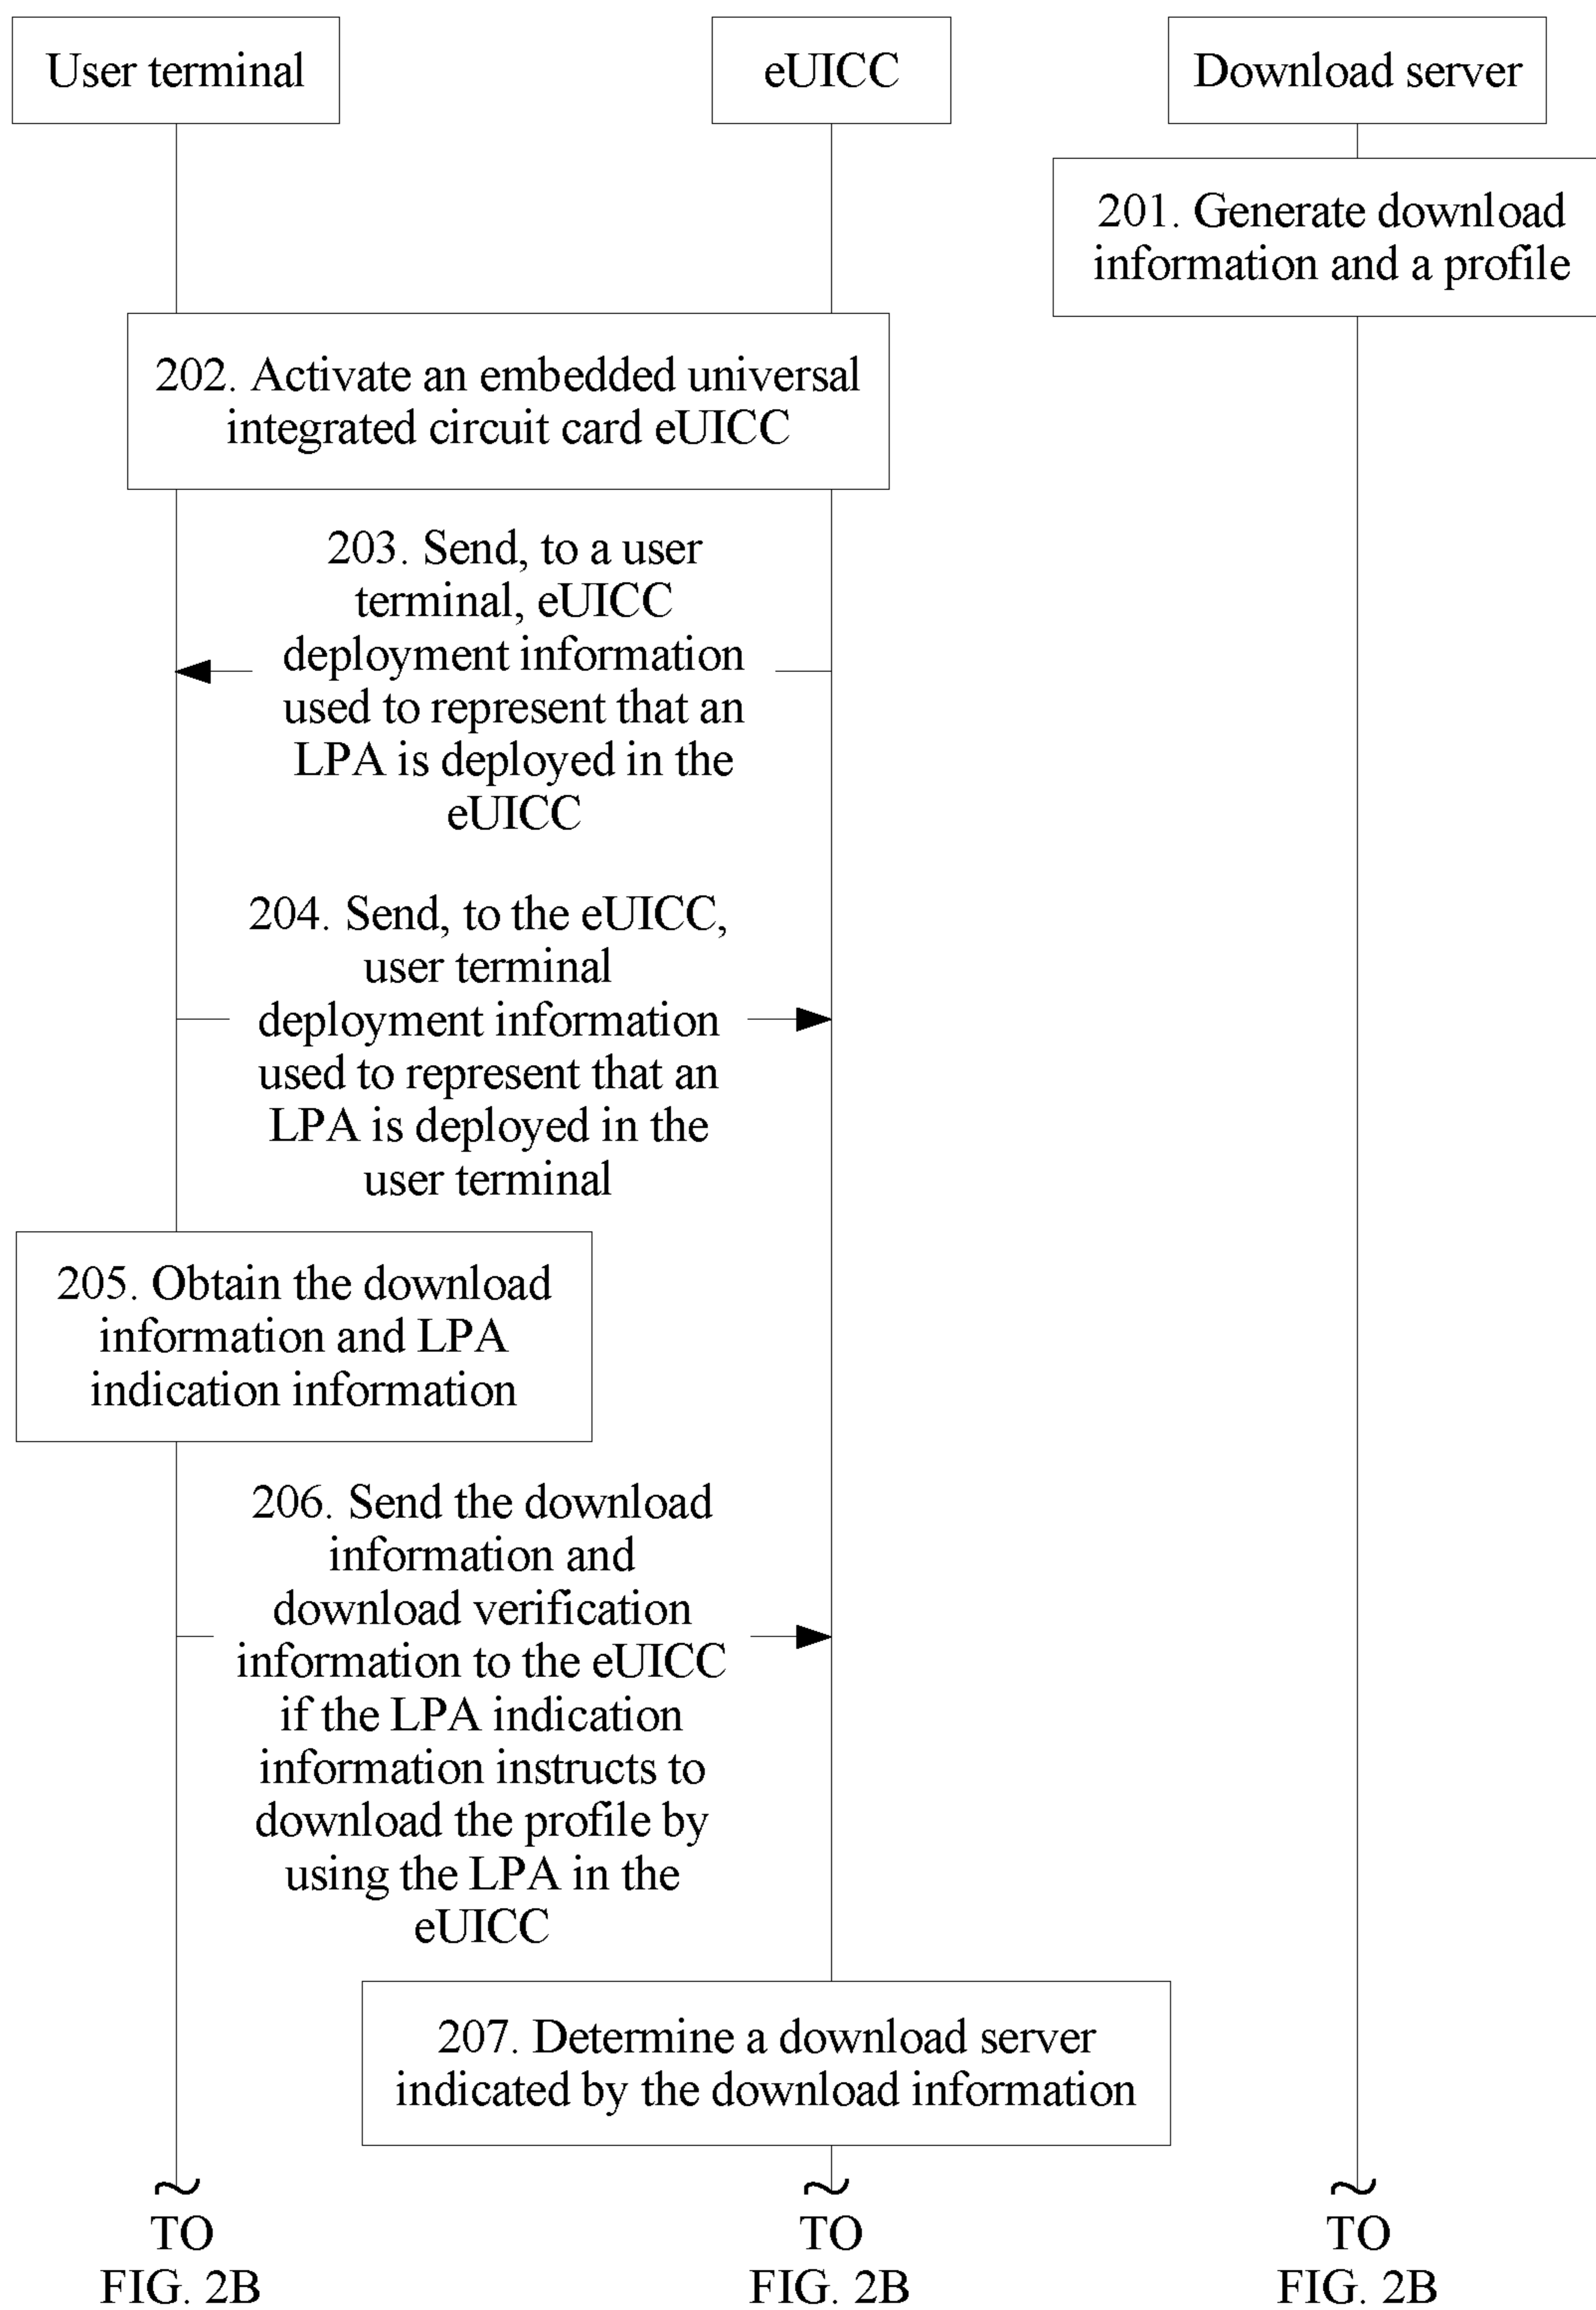 User terminal
eUICC
Download server
201. Generate download
information and a profile
202. Activate an embedded universal
integrated circuit card eUICC
203. Send, to a user
terminal, eUICC
deployment information
used to represent that an
LPA is deployed in the
eUICC
204. Send, to the eUICC,
user terminal
deployment information
used to represent that an
LPA is deployed in the
user terminal
205. Obtain the download
information and LPA
indication information
206. Send the download
information and
download verification
information to the eUICC
if the LPA indication
information instructs to
download the profile by
using the LPA in the
eUICC
207. Determine a download server
indicated by the download information
TO
FIG. 2B
TO
FIG. 2B
TO
FIG. 2B